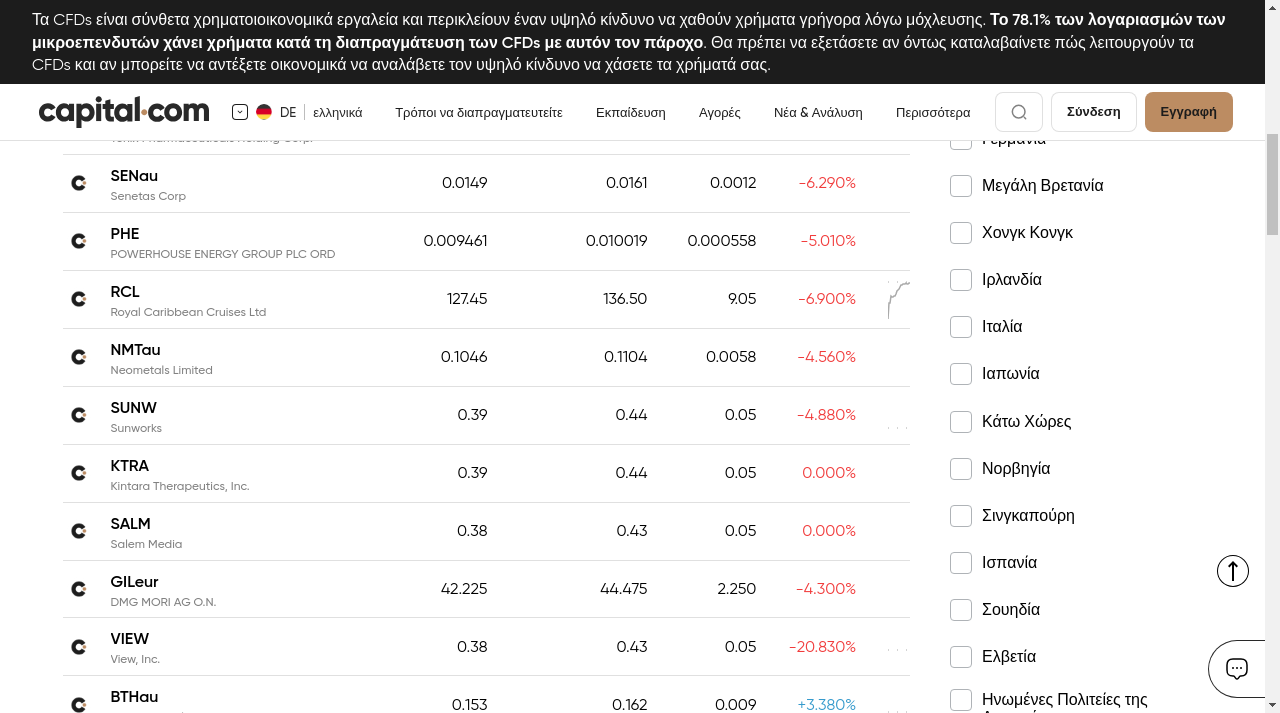 Τα CFDs είναι σύνθετα χρηματοιοικονομικά εργαλεία και περικλείουν έναν υψηλό κίνδυνο να χαθούν χρήματα γρήγορα λόγω μόχλευσης. Το 78.1% των λογαριασμών των
μικροεπενδυτών χάνει χρήματα κατά τη διαπραγμάτευση των CFDs με αυτόν τον πάροχο. Θα πρέπει να εξετάσετε αν όντως καταλαβαίνετε πώς λειτουργούν τα
CFDs και αν μπορείτε να αντέξετε οικονομικά να αναλάβετε τον υψηλό κίνδυνο να χάσετε τα χρήματά σας.
capital.com DE ελληνικά Τρόποι να διαπραγματευτείτε Εκπαίδευση Αγορές Νέα & Ανάλυση Περισσότερα Σύνδεση Εγγραφή
SENau 0.0149 0.0161 0.0012 -6.290%
Senetas Corp
PHE 0.009461 0.010019 0.000558 -5.010%
POWERHOUSE ENERGY GROUP PLC ORD
RCL 127.45 136.50 9.05 -6.900%
Royal Caribbean Cruises Ltd
NMTau 0.1046 0.1104 0.0058 -4.560%
Neometals Limited
SUNW 0.39 0.44 0.05 -4.880%
Sunworks
KTRA 0.39 0.44 0.05 0.000%
Kintara Therapeutics, Inc.
SALM 0.38 0.43 0.05 0.000%
Salem Media
GILeur 42.225 44.475 2.250 -4.300%
DMG MORI AG O.N.
VIEW 0.38 0.43 0.05 -20.830%
View, Inc.
BTHau 0.153 0.162 0.009 +3.380%
Γερμανία
Μεγάλη Βρετανία
Χονγκ Κονγκ
Ιρλανδία
Ιταλία
Ιαπωνία
Κάτω Χώρες
Νορβηγία
Σινγκαπούρη
Ισπανία
Σουηδία
Ελβετία
Ηνωμένες Πολιτείες της